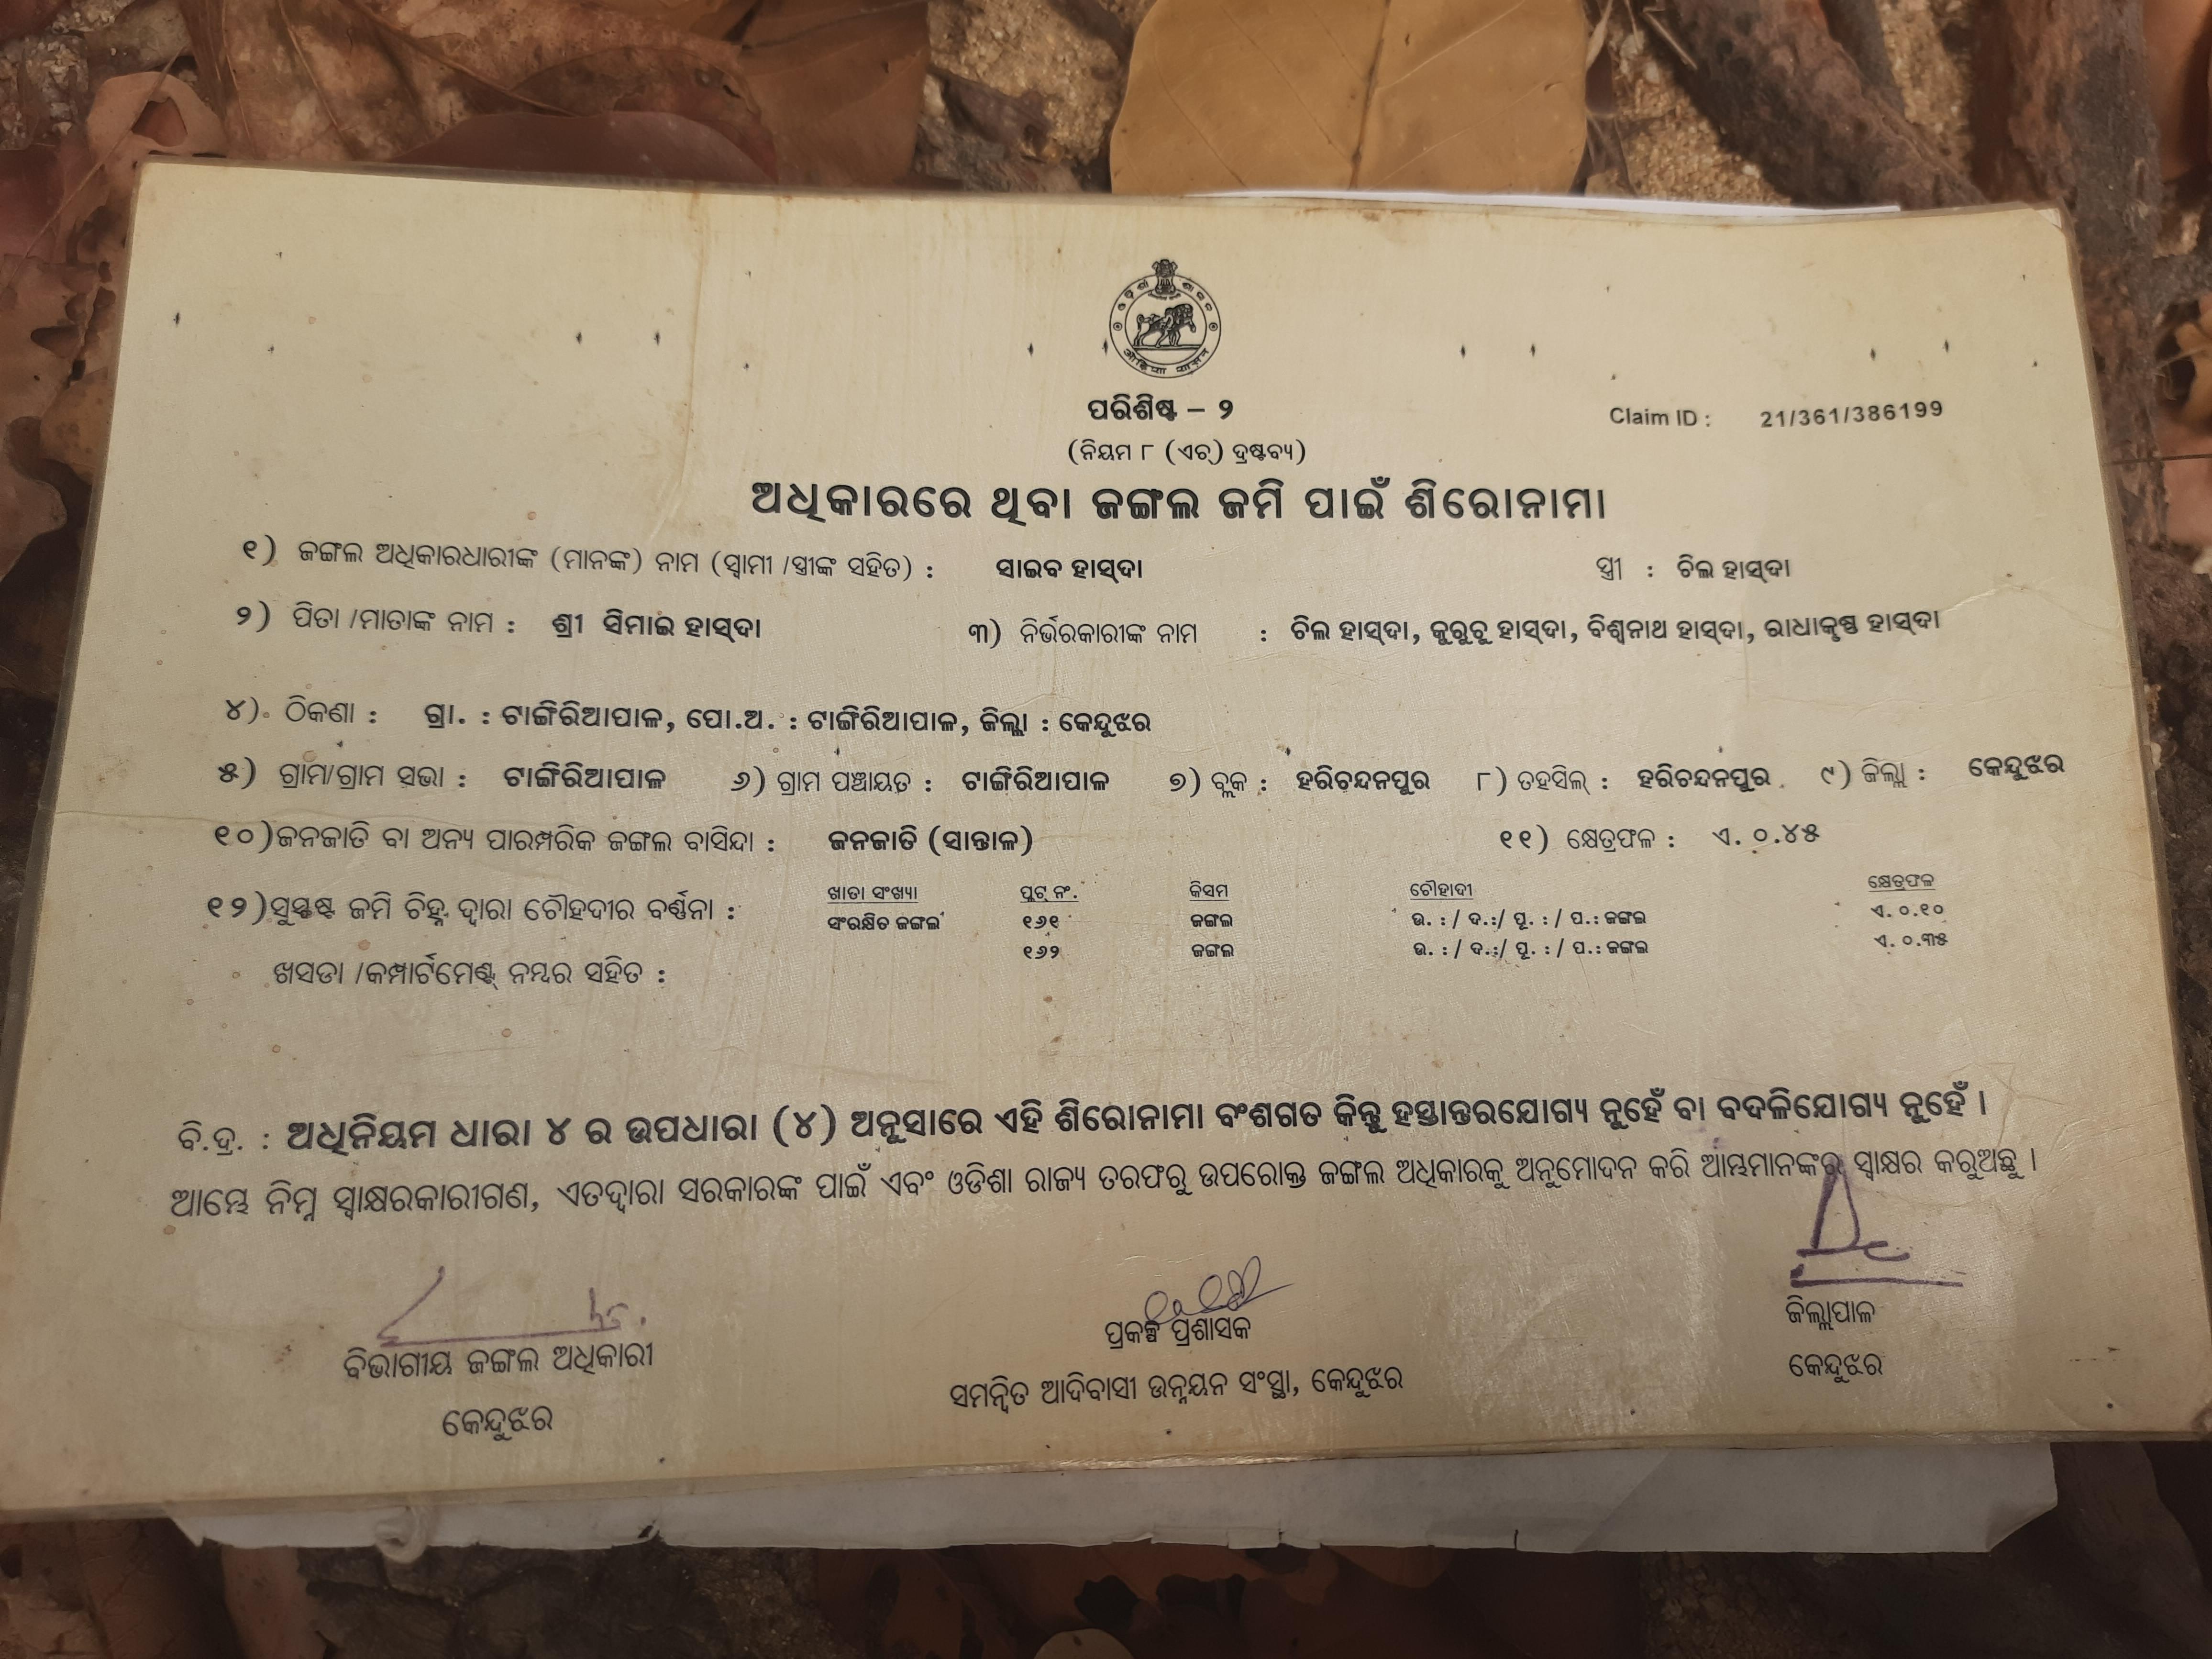 ଓଡ଼ିଶା ଶାସନ
ओड़िशा शासन
ପରିଶିଷ୍ଟ – ୨
Claim ID : 21/361/386199
(ନିୟମ ୮ (ଏଚ୍) ଦ୍ରଷ୍ଟବ୍ୟ)
ଅଧିକାରରେ ଥିବା ଜଙ୍ଗଲ ଜମି ପାଇଁ ଶିରୋନାମା
୧) ଜଙ୍ଗଲ ଅଧିକାରଧାରୀଙ୍କ (ମାନଙ୍କ) ନାମ (ସ୍ୱାମୀ /ସ୍ତ୍ରୀଙ୍କ ସହିତ) : ସାଇବ ହାସ୍‌ଦା ସ୍ତ୍ରୀ : ଚିଲ ହାସ୍‌ଦା
୨) ପିତା /ମାତାଙ୍କ ନାମ : ଶ୍ରୀ ସିମାଇ ହାସ୍‌ଦା ୩) ନିର୍ଭରକାରୀଙ୍କ ନାମ : ଚିଲ ହାସ୍‌ଦା, କୁରୁଚୁ ହାସ୍‌ଦା, ବିଶ୍ୱନାଥ ହାସ୍‌ଦା, ରାଧାକୃଷ୍ଣ ହାସ୍‌ଦା
୪). ଠିକଣା : ଗ୍ରା. : ଟାଙ୍ଗିରିଆପାଳ, ପୋ.ଅ. : ଟାଙ୍ଗିରିଆପାଳ, ଜିଲ୍ଲା : କେନ୍ଦୁଝର
୫) ଗ୍ରାମ/ଗ୍ରାମ ସଭା : ଟାଙ୍ଗିରିଆପାଳ ୬) ଗ୍ରାମ ପଞ୍ଚାୟତ : ଟାଙ୍ଗିରିଆପାଳ ୭) ବ୍ଲକ : ହରିଚନ୍ଦନପୁର ୮) ତହସିଲ୍ : ହରିଚନ୍ଦନପୁର ୯) ଜିଲ୍ଲା : କେନ୍ଦୁଝର
୧୦)ଜନଜାତି ବା ଅନ୍ୟ ପାରମ୍ପରିକ ଜଙ୍ଗଲ ବାସିନ୍ଦା : ଜନଜାତି (ସାନ୍ତାଳ) ୧୧) କ୍ଷେତ୍ରଫଳ : ଏ. ୦.୪୫
୧୨)ସୁସ୍ପଷ୍ଟ ଜମି ଚିହ୍ନ ଦ୍ୱାରା ଚୌହଦୀର ବର୍ଣ୍ଣନା : ଖାତା ସଂଖ୍ୟା ପ୍ଲଟ୍ ନଂ. କିସମ ଚୌହାଦୀ କ୍ଷେତ୍ରଫଳ
ସଂରକ୍ଷିତ ଜଙ୍ଗଲ ୧୬୧ ଜଙ୍ଗଲ ଉ. : / ଦ.:/ ପୂ. : / ପ.: ଜଙ୍ଗଲ ଏ. ୦.୧୦
୧୬୨ ଜଙ୍ଗଲ ଉ. : / ଦ.:/ ପୂ. : / ପ.: ଜଙ୍ଗଲ ଏ. ୦.୩୫
ଖସଡା /କମ୍ପାର୍ଟମେଣ୍ଟ୍ ନମ୍ବର ସହିତ :
ବି.ଦ୍ର. : ଅଧିନିୟମ ଧାରା ୪ ର ଉପଧାରା (୪) ଅନୁସାରେ ଏହି ଶିରୋନାମା ବଂଶଗତ କିନ୍ତୁ ହସ୍ତାନ୍ତରଯୋଗ୍ୟ ନୁହେଁ ବା ବଦଳିଯୋଗ୍ୟ ନୁହେଁ ।
ଆମ୍ଭେ ନିମ୍ନ ସ୍ୱାକ୍ଷରକାରୀଗଣ, ଏତଦ୍ୱାରା ସରକାରଙ୍କ ପାଇଁ ଏବଂ ଓଡିଶା ରାଜ୍ୟ ତରଫରୁ ଉପରୋକ୍ତ ଜଙ୍ଗଲ ଅଧିକାରକୁ ଅନୁମୋଦନ କରି ଆମ୍ଭମାନଙ୍କର ସ୍ୱାକ୍ଷର କରୁଅଛୁ ।
ବିଭାଗୀୟ ଜଙ୍ଗଲ ଅଧିକାରୀ
କେନ୍ଦୁଝର
ପ୍ରକଳ୍ପ ପ୍ରଶାସକ
ସମନ୍ୱିତ ଆଦିବାସୀ ଉନ୍ନୟନ ସଂସ୍ଥା, କେନ୍ଦୁଝର
ଜିଲ୍ଲାପାଳ
କେନ୍ଦୁଝର